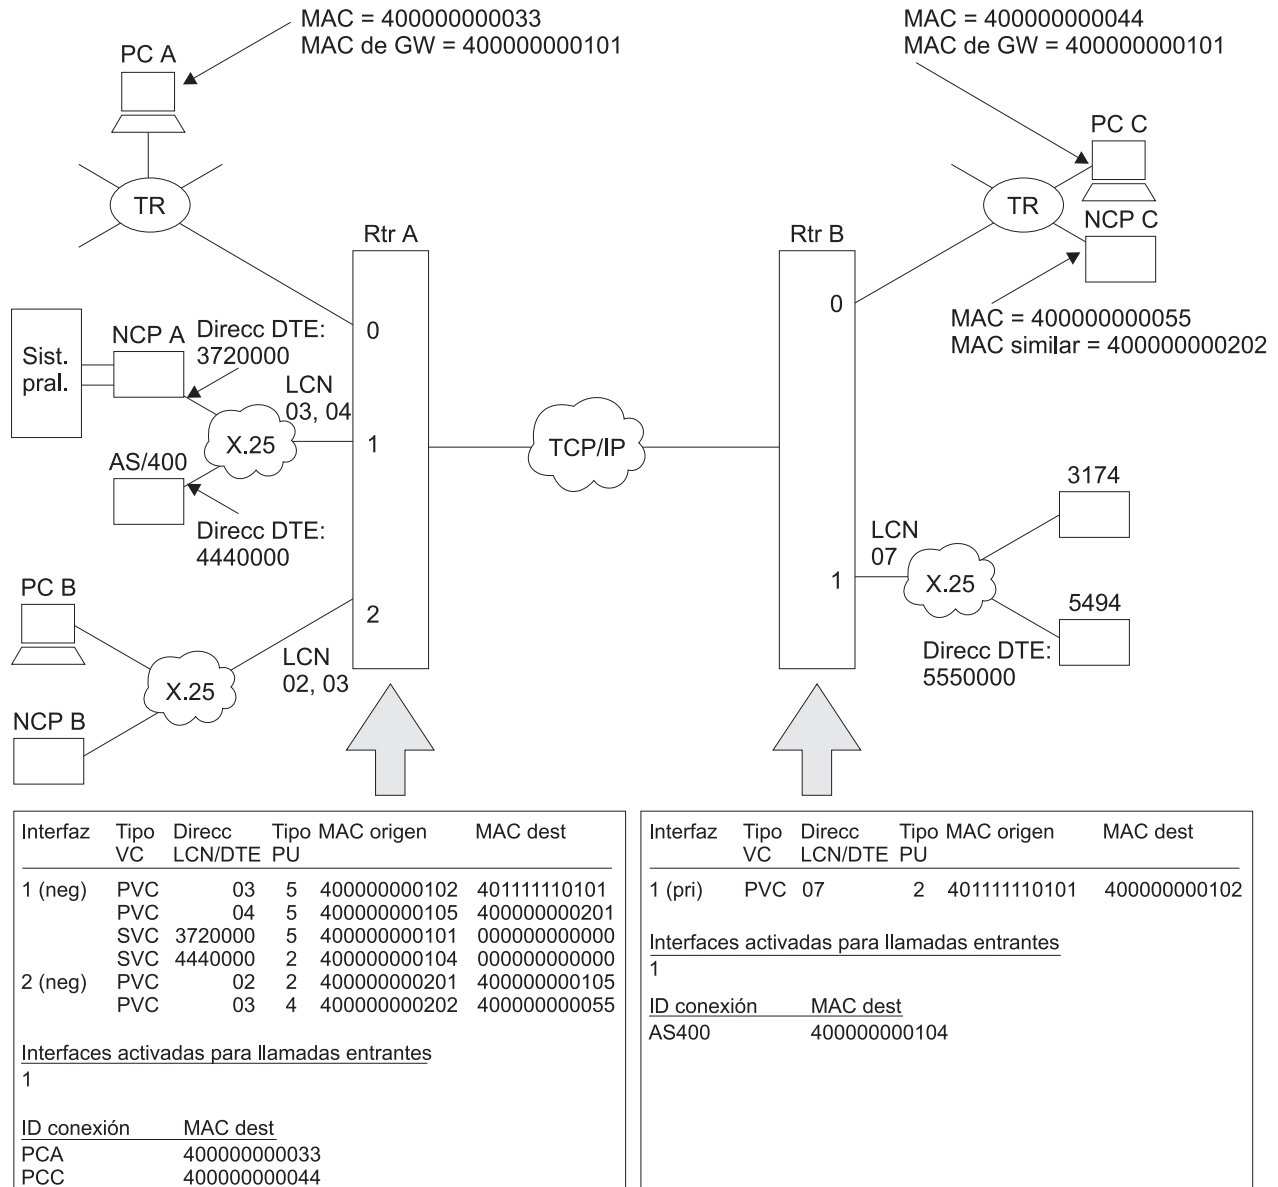 MAC = 400000000033
MAC de GW = 400000000101
MAC = 400000000044
MAC de GW = 400000000101
PC A
PC C
TR
TR
NCP C
Rtr A
Rtr B
0
0
MAC = 400000000055
MAC similar = 400000000202
Sist.
pral.
NCP A
Direcc DTE:
3720000
LCN
03, 04
X.25
1
TCP/IP
AS/400
Direcc DTE:
4440000
3174
LCN
07
1
X.25
5494
Direcc DTE:
5550000
PC B
2
LCN
02, 03
X.25
NCP B
Interfaz Tipo VC Direcc LCN/DTE Tipo PU MAC origen MAC dest
1 (neg) PVC 03 5 400000000102 401111110101
PVC 04 5 400000000105 400000000201
SVC 3720000 5 400000000101 000000000000
SVC 4440000 2 400000000104 000000000000
2 (neg) PVC 02 2 400000000201 400000000105
PVC 03 4 400000000202 400000000055
Interfaces activadas para llamadas entrantes
1
ID conexión MAC dest
PCA 400000000033
PCC 400000000044
Interfaz Tipo VC Direcc LCN/DTE Tipo PU MAC origen MAC dest
1 (pri) PVC 07 2 401111110101 400000000102
Interfaces activadas para llamadas entrantes
1
ID conexión MAC dest
AS400 400000000104